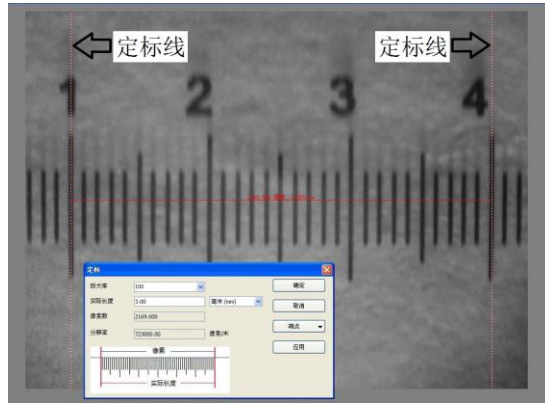 定标线
定标线
1 2 3 4
定标
放大率 10X 确定
实际长度 3.00 毫米 (mm) 取消
像素数 2169.000 端点
分辨率 723000.00 像素/米 应用
像素
实际长度